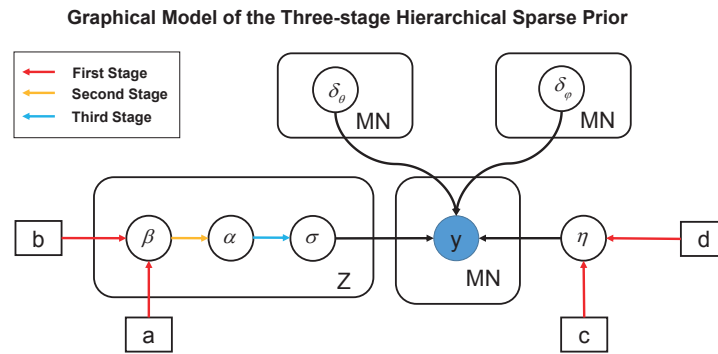 Graphical Model of the Three-stage Hierarchical Sparse Prior
First Stage
Second Stage
Third Stage
δ_θ
MN
δ_φ
MN
b
β
α
σ
y
η
d
Z
MN
a
c